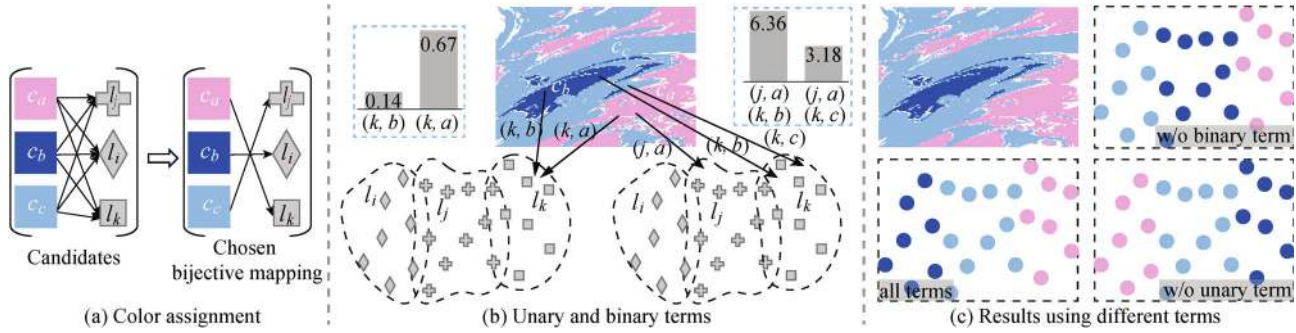 c_a
c_b
c_c
l_j
l_i
l_k
Candidates
c_a
c_b
c_c
l_j
l_i
l_k
Chosen
bijective mapping
(a) Color assignment
0.14
0.67
(k, b) (k, a)
c_c
c_b
c_a
6.36
3.18
(j, a) (j, a)
(k, b) (k, c)
(k, b) (k, a)
(j, a) (k, b) (k, c)
l_i l_j l_k
l_i l_j l_k
(b) Unary and binary terms
w/o binary term
all terms
w/o unary term
(c) Results using different terms